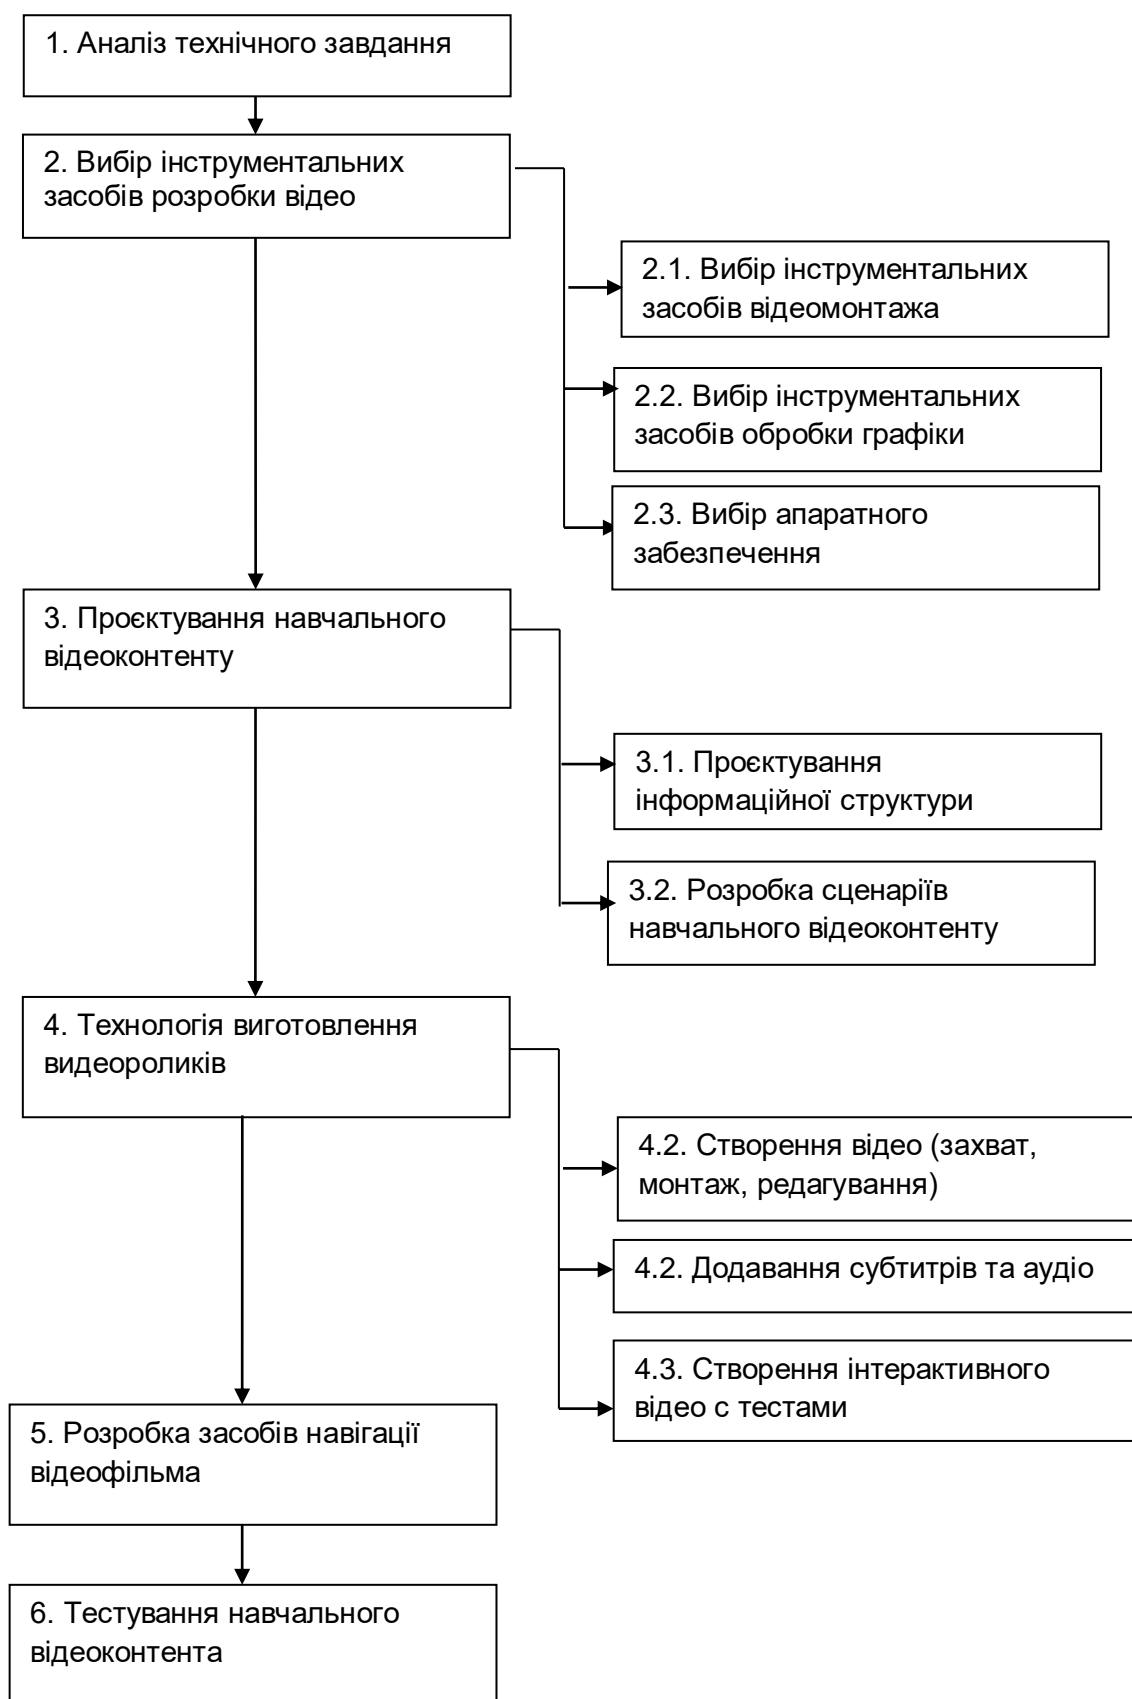 1. Аналіз технічного завдання
2. Вибір інструментальних
засобів розробки відео
2.1. Вибір інструментальних
засобів відеомонтажа
2.2. Вибір інструментальних
засобів обробки графіки
2.3. Вибір апаратного
забезпечення
3. Проєктування навчального
відеоконтенту
3.1. Проєктування
інформаційної структури
3.2. Розробка сценаріїв
навчального відеоконтенту
4. Технологія виготовлення
видеороликів
4.2. Створення відео (захват,
монтаж, редагування)
4.2. Додавання субтитрів та аудіо
4.3. Створення інтерактивного
відео с тестами
5. Розробка засобів навігації
відеофільма
6. Тестування навчального
відеоконтента